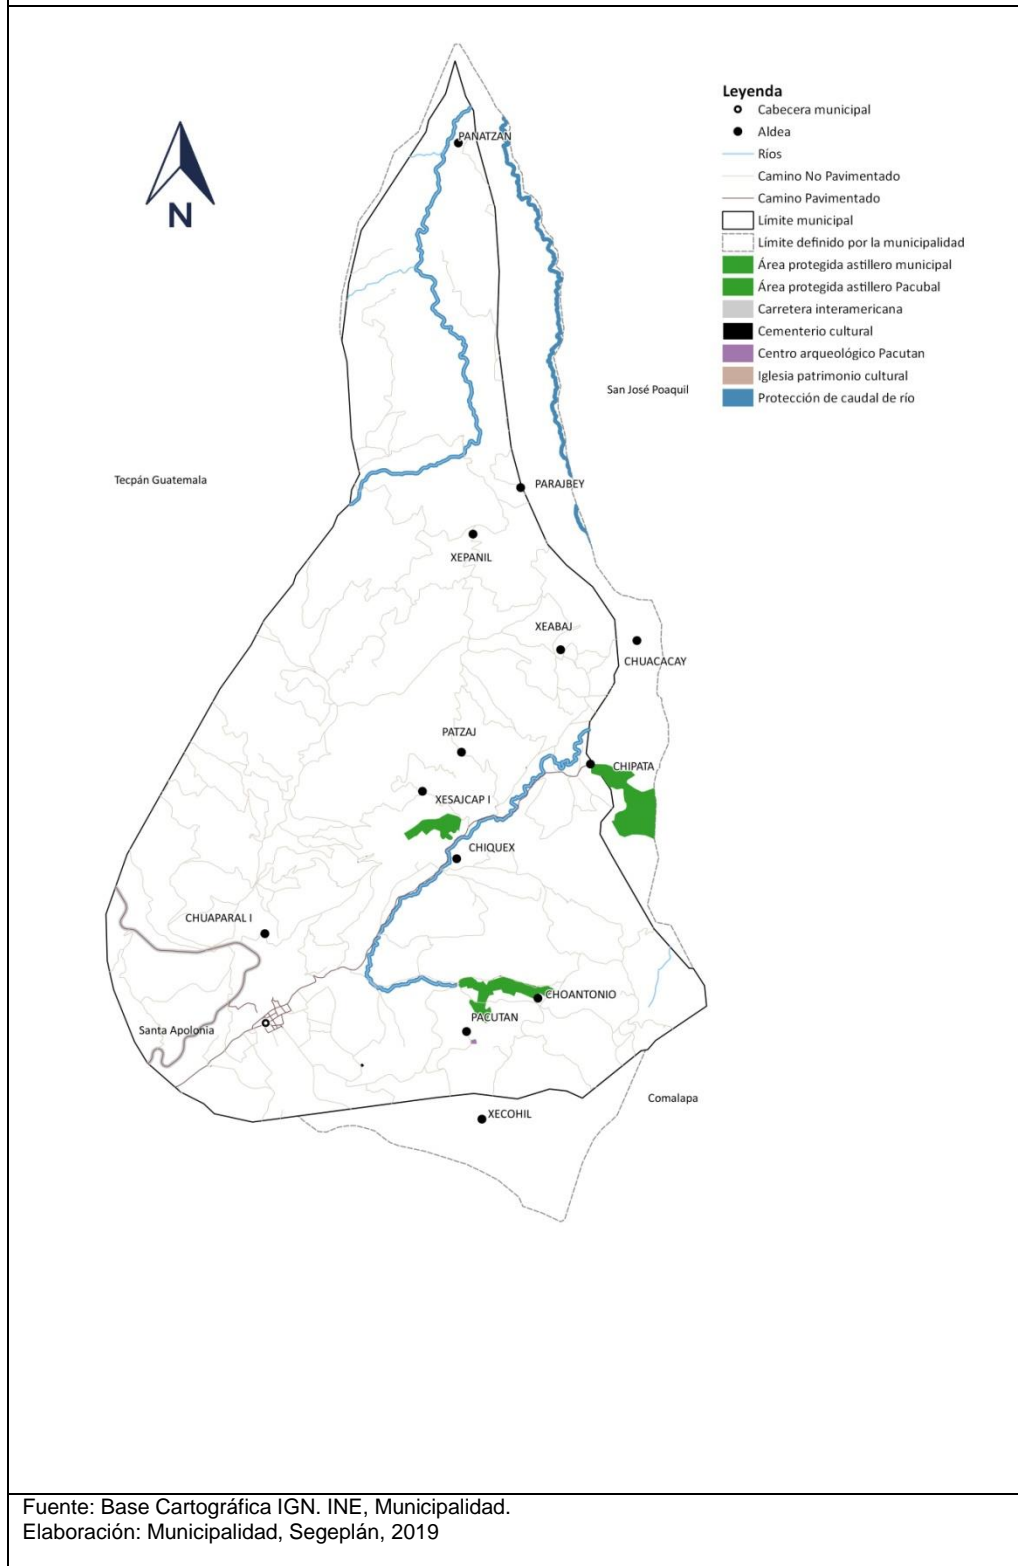 N
Leyenda
Cabecera municipal
Aldea
Ríos
Camino No Pavimentado
Camino Pavimentado
Límite municipal
Límite definido por la municipalidad
Área protegida astillero municipal
Área protegida astillero Pacubal
Carretera interamericana
Cementerio cultural
Centro arqueológico Pacutan
Iglesia patrimonio cultural
Protección de caudal de río
PANATZAN
San José Poaquil
Tecpán Guatemala
PARAJBEY
XEPANIL
XEABAJ
CHUACACAY
PATZAJ
CHIPATA
XESAJCAP I
CHIQUEX
CHUAPARAL I
CHOANTONIO
PACUTAN
Santa Apolonia
Comalapa
XECOHIL
Fuente: Base Cartográfica IGN. INE, Municipalidad.
Elaboración: Municipalidad, Segeplán, 2019